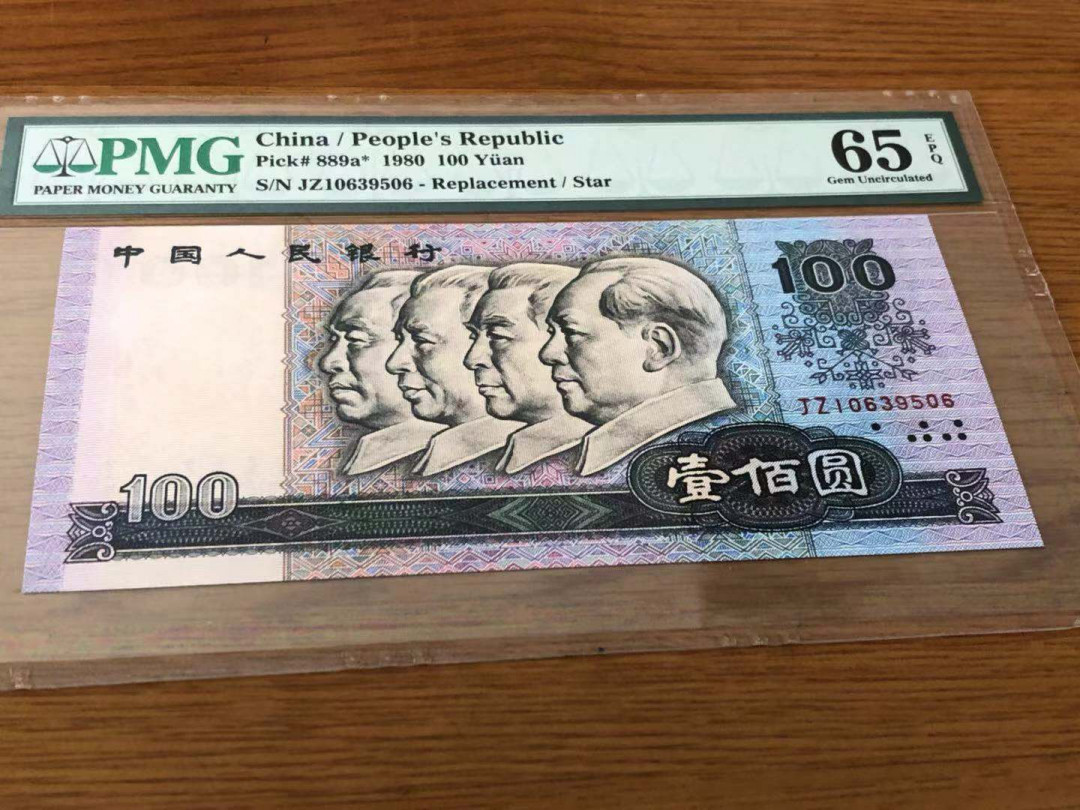 PMG
PAPER MONEY GUARANTY
China / People's Republic
Pick# 889a* 1980 100 Yüan
S/N JZ10639506 - Replacement / Star
65
EPQ
Gem Uncirculated
中国人民银行
100
JZ10639506
壹佰圆
100